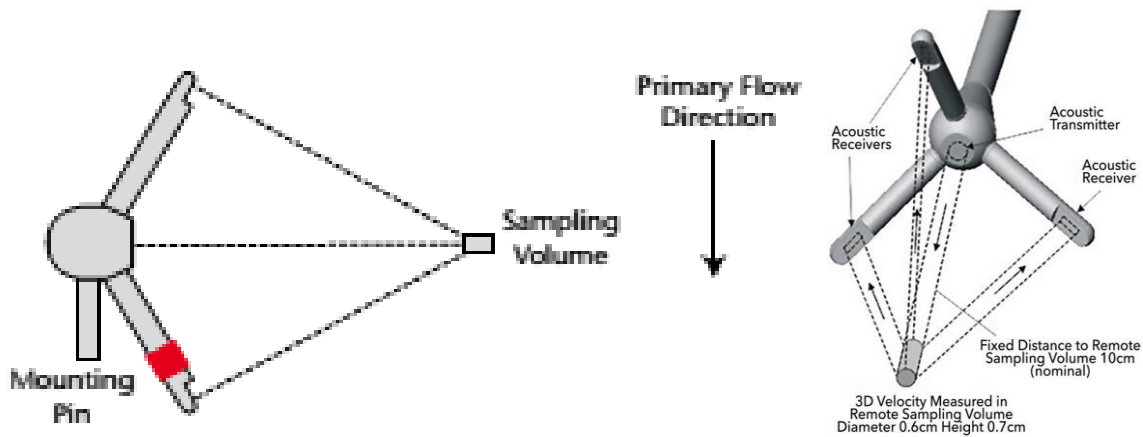 Primary Flow
Direction
Sampling
Volume
Mounting
Pin
Acoustic
Transmitter
Acoustic
Receivers
Acoustic
Receiver
Fixed Distance to Remote
Sampling Volume 10cm
(nominal)
3D Velocity Measured in
Remote Sampling Volume
Diameter 0.6cm Height 0.7cm